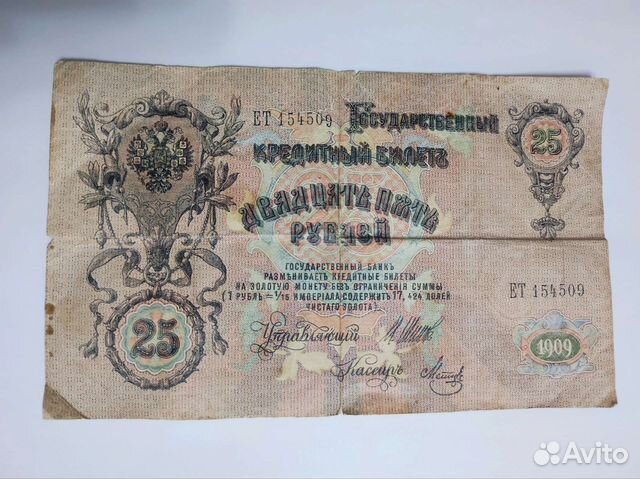 ЕТ 154509
Государственный
25
КРЕДИТНЫЙ БИЛЕТЪ
ДВАДЦАТЬ ПЯТЬ
РУБЛЕЙ
ГОСУДАРСТВЕННЫЙ БАНКЪ
РАЗМѢНИВАЕТЪ КРЕДИТНЫЕ БИЛЕТЫ
НА ЗОЛОТУЮ МОНЕТУ БЕЗЪ ОГРАНИЧЕНІЯ СУММЫ
(1 РУБЛЬ = 1/15 ИМПЕРІАЛА, СОДЕРЖИТЪ 17,424 ДОЛЕЙ
ЧИСТАГО ЗОЛОТА)
ЕТ 154509
25
Управляющій
1909
Кассиръ
Avito